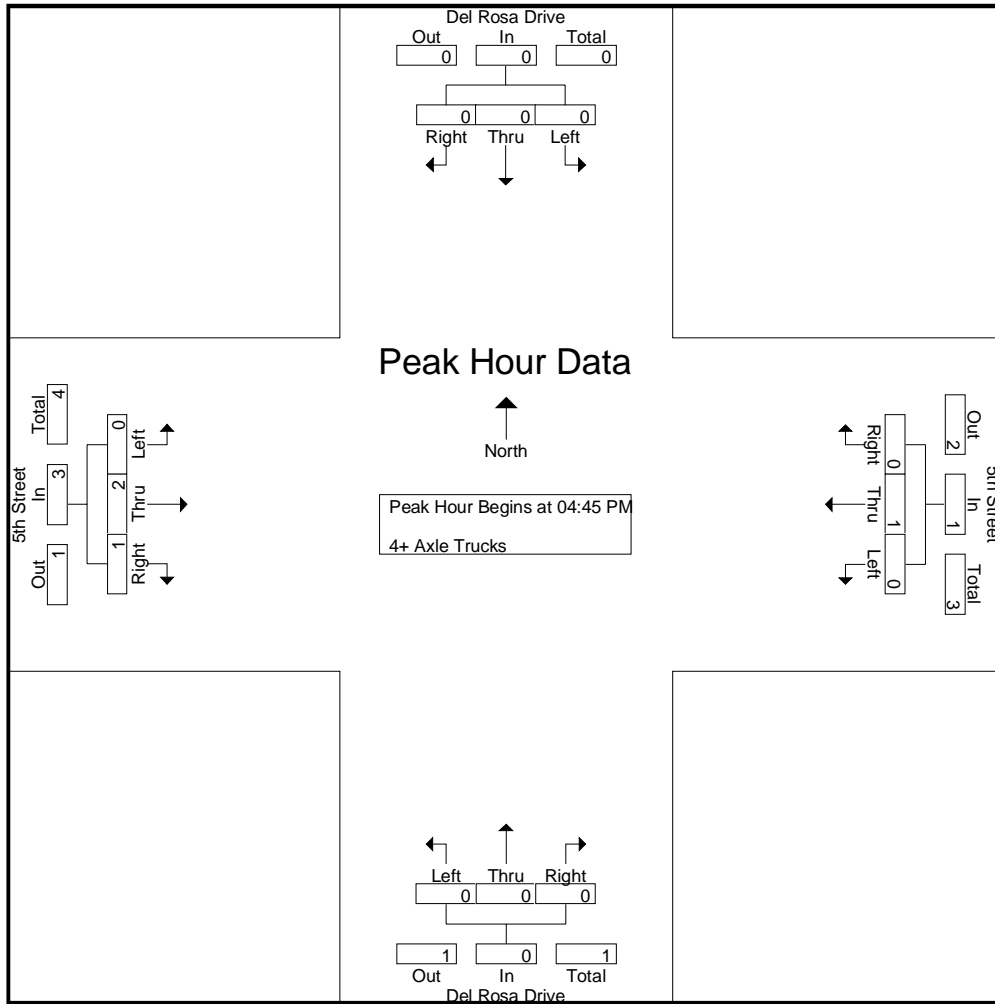 Del Rosa Drive
Out In Total
0 0 0
0 0 0
Right Thru Left
Peak Hour Data
North
Peak Hour Begins at 04:45 PM
4+ Axle Trucks
5th Street
Out In Total
1 3 4
Right Thru Left
1 2 0
5th Street
Out In Total
2 1 3
Right Thru Left
0 1 0
Left Thru Right
0 0 0
1 0 1
Out In Total
Del Rosa Drive